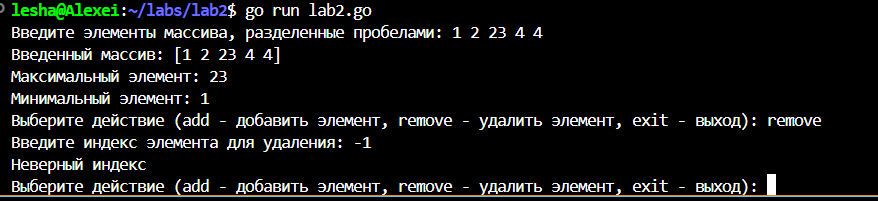 lesha@Alexei:~/labs/lab2$ go run lab2.go
Введите элементы массива, разделенные пробелами: 1 2 23 4 4
Введенный массив: [1 2 23 4 4]
Максимальный элемент: 23
Минимальный элемент: 1
Выберите действие (add - добавить элемент, remove - удалить элемент, exit - выход): remove
Введите индекс элемента для удаления: -1
Неверный индекс
Выберите действие (add - добавить элемент, remove - удалить элемент, exit - выход):